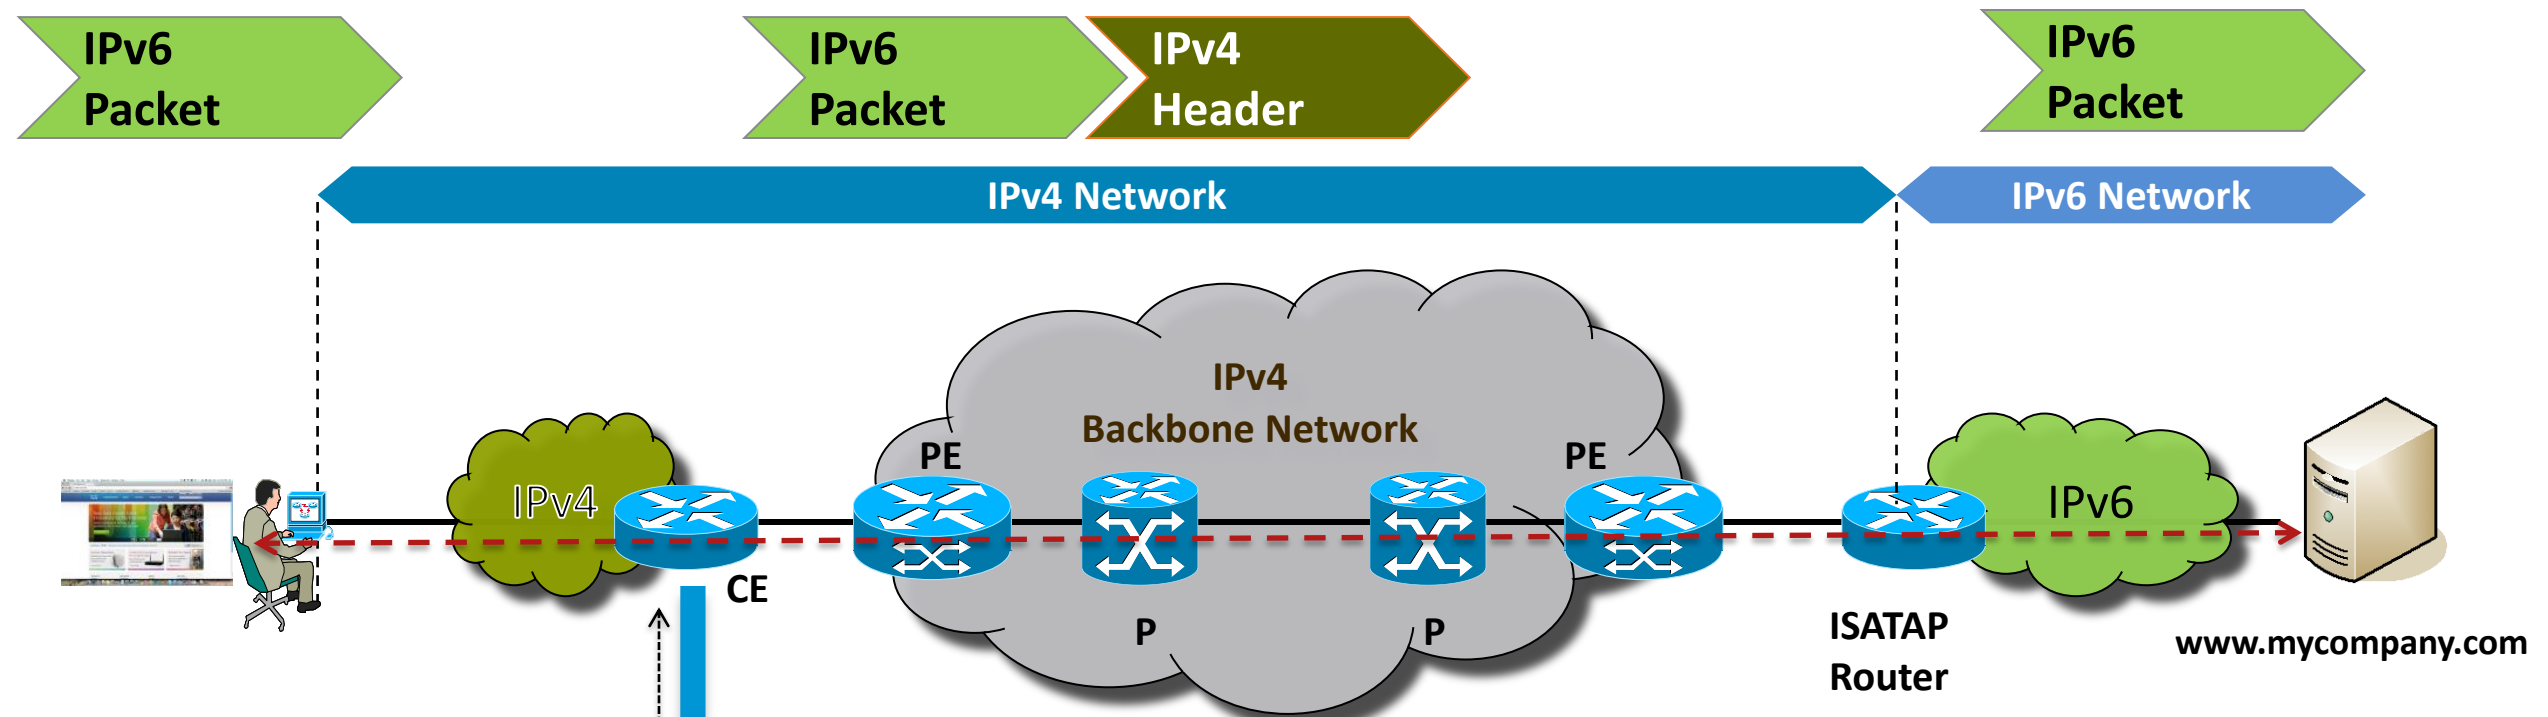 IPv6
Packet
IPv6
Packet
IPv4
Header
IPv6
Packet
IPv4 Network
IPv6 Network
IPv4
Backbone Network
PE
PE
IPv4
IPv6
CE
P
P
ISATAP
Router
www.mycompany.com